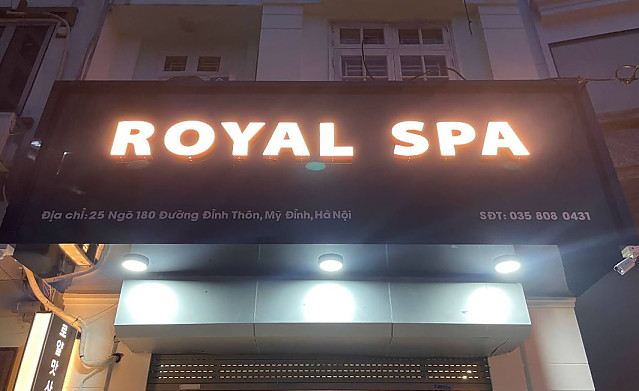 ROYAL SPA
Địa chỉ: 25 Ngõ 180 Đường Đình Thôn, Mỹ Đình, Hà Nội SĐT: 035 808 0431